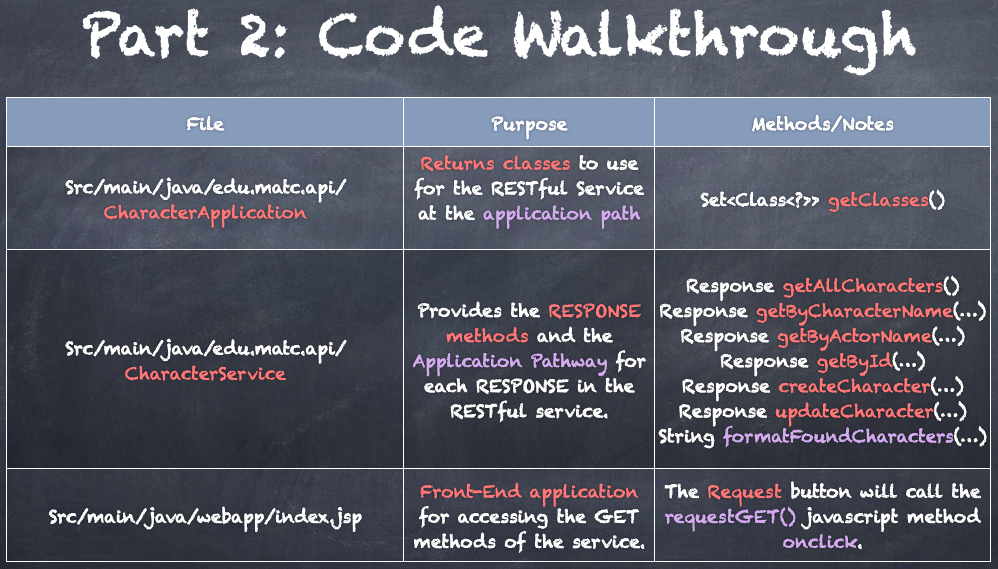 Part 2: Code Walkthrough
File
Purpose
Methods/Notes
Src/main/java/edu.matc.api/
CharacterApplication
Returns classes to use
for the RESTful Service
at the application path
Set<Class<?>> getClasses()
Src/main/java/edu.matc.api/
CharacterService
Provides the RESPONSE
methods and the
Application Pathway for
each RESPONSE in the
RESTful service.
Response getAllCharacters()
Response getByCharacterName(...)
Response getByActorName(...)
Response getById(...)
Response createCharacter(...)
Response updateCharacter(...)
String formatFoundCharacters(...)
Src/main/java/webapp/index.jsp
Front-End application
for accessing the GET
methods of the service.
The Request button will call the
requestGET() javascript method
onclick.